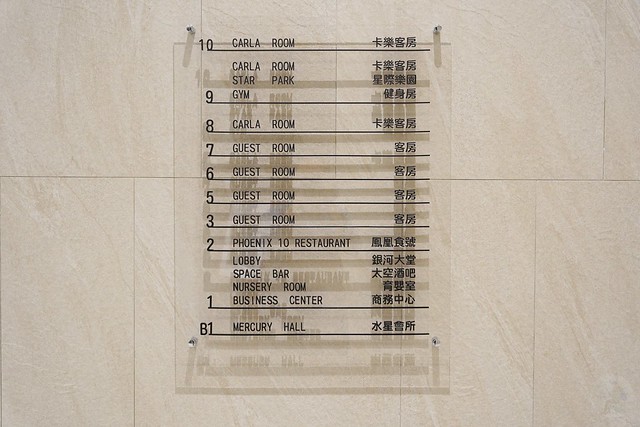 10 CARLA ROOM 卡樂客房
CARLA ROOM 卡樂客房
STAR PARK 星際樂園
9 GYM 健身房
8 CARLA ROOM 卡樂客房
7 GUEST ROOM 客房
6 GUEST ROOM 客房
5 GUEST ROOM 客房
3 GUEST ROOM 客房
2 PHOENIX 10 RESTAURANT 鳳凰食號
LOBBY 銀河大堂
SPACE BAR 太空酒吧
NURSERY ROOM 育嬰室
1 BUSINESS CENTER 商務中心
B1 MERCURY HALL 水星會所